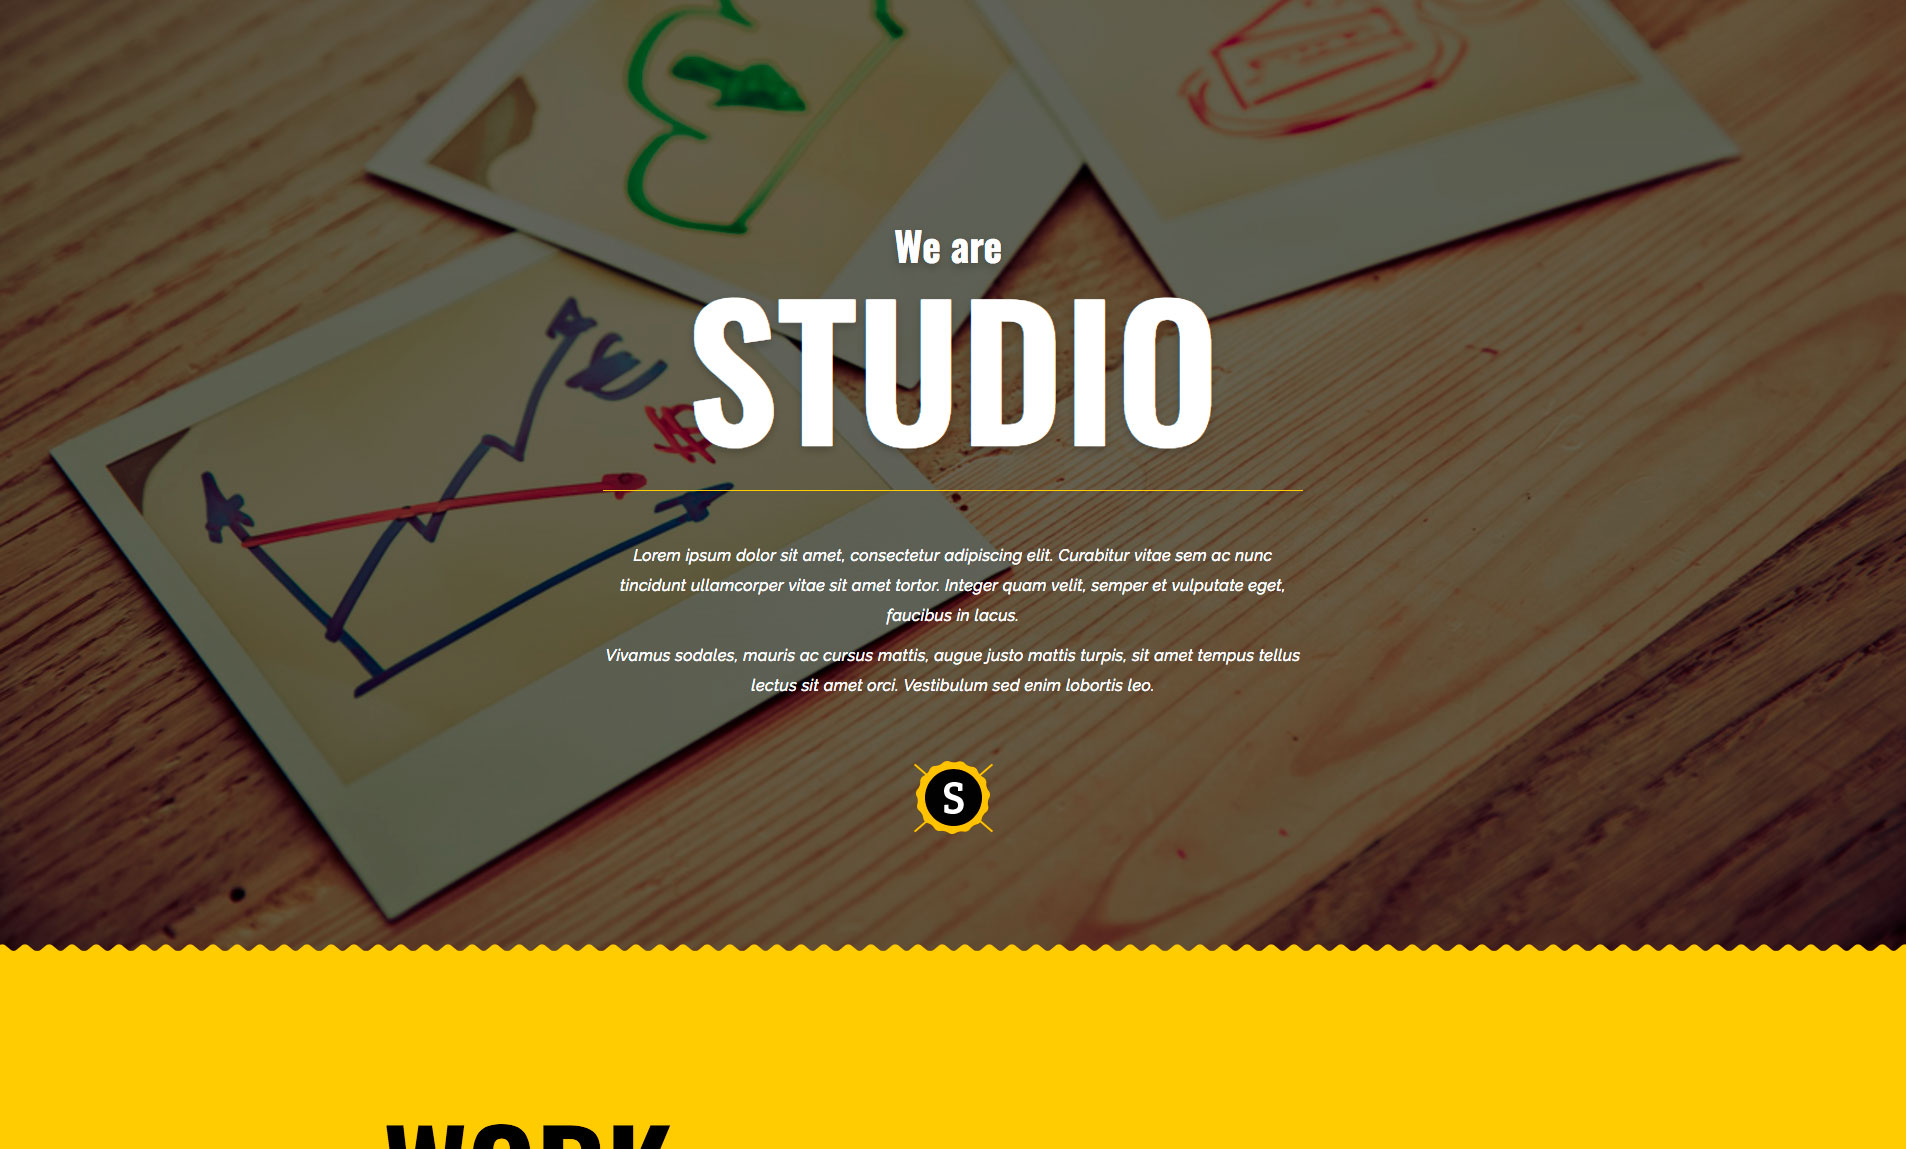 We are
STUDIO
Lorem ipsum dolor sit amet, consectetur adipiscing elit. Curabitur vitae sem ac nunc
tincidunt ullamcorper vitae sit amet tortor. Integer quam velit, semper et vulputate eget,
faucibus in lacus.
Vivamus sodales, mauris ac cursus mattis, augue justo mattis turpis, sit amet tempus tellus
lectus sit amet orci. Vestibulum sed enim lobortis leo.
S
WORK